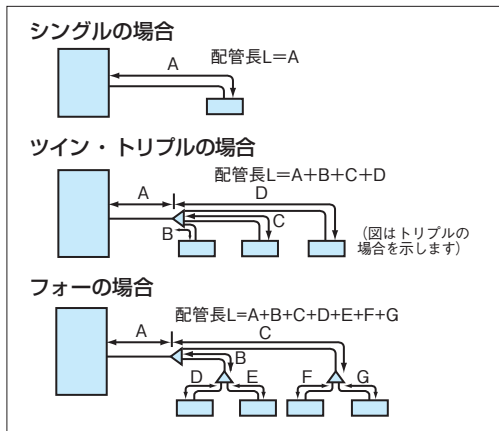 シングルの場合
A
配管長L=A
ツイン・トリプルの場合
配管長L=A+B+C+D
A
D
B
C
(図はトリプルの
場合を示します)
フォーの場合
配管長L=A+B+C+D+E+F+G
A
C
B
D
E
F
G